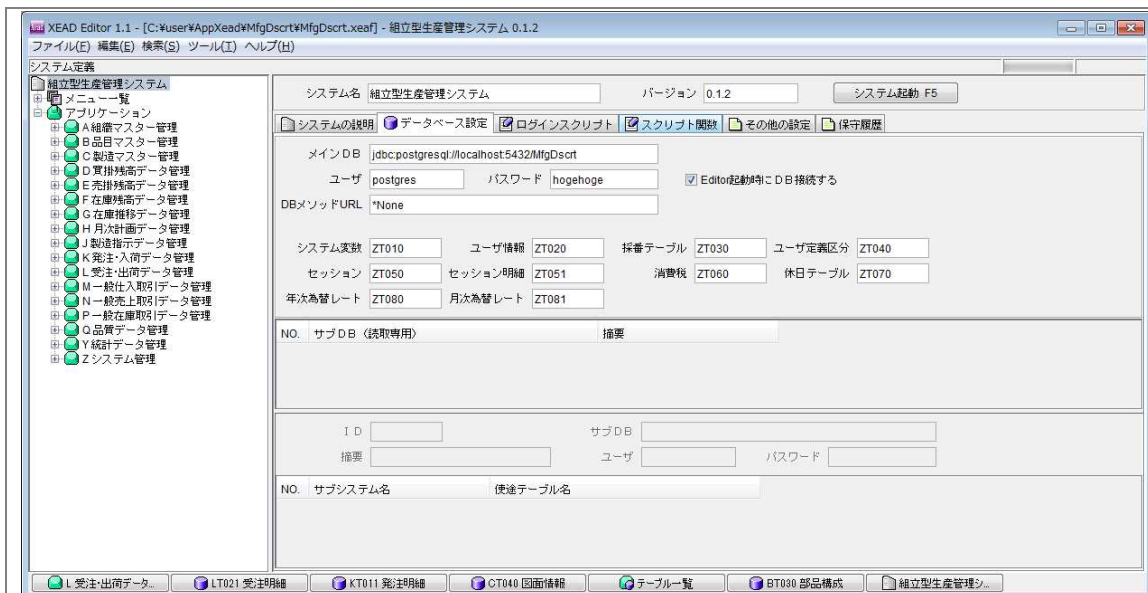 XEAD Editor 1.1 - [C:¥user¥AppXead¥MfgDscrt¥MfgDscrt.xeaf] - 組立型生産管理システム 0.1.2
ファイル(F) 編集(E) 検索(S) ツール(T) ヘルプ(H)
システム定義
組立型生産管理システム
メニュー一覧
アプリケーション
A 組織マスター管理
B 品目マスター管理
C 製造マスター管理
D 買掛残高データ管理
E 売掛残高データ管理
F 在庫残高データ管理
G 在庫推移データ管理
H 月次計画データ管理
J 製造指示データ管理
K 発注・入荷データ管理
L 受注・出荷データ管理
M 一般仕入取引データ管理
N 一般売上取引データ管理
P 一般在庫取引データ管理
Q 品質データ管理
Y 統計データ管理
Z システム管理
システム名 組立型生産管理システム バージョン 0.1.2 システム起動 F5
システムの説明 データベース設定 ログインスクリプト スクリプト関数 その他の設定 保守履歴
メインDB jdbc:postgresql://localhost:5432/MfgDscrt
ユーザ postgres パスワード hogehoge Editor起動時にDB接続する
DBメソッドURL *None
システム変数 ZT010 ユーザ情報 ZT020 採番テーブル ZT030 ユーザ定義区分 ZT040
セッション ZT050 セッション明細 ZT051 消費税 ZT060 休日テーブル ZT070
年次為替レート ZT080 月次為替レート ZT081
NO. サブDB(読取専用) 摘要
ID サブDB
摘要 ユーザ パスワード
NO. サブシステム名 使途テーブル名
L 受注・出荷データ... LT021 受注明細 KT011 発注明細 CT040 図面情報 テーブル一覧 BT030 部品構成 組立型生産管理シ...